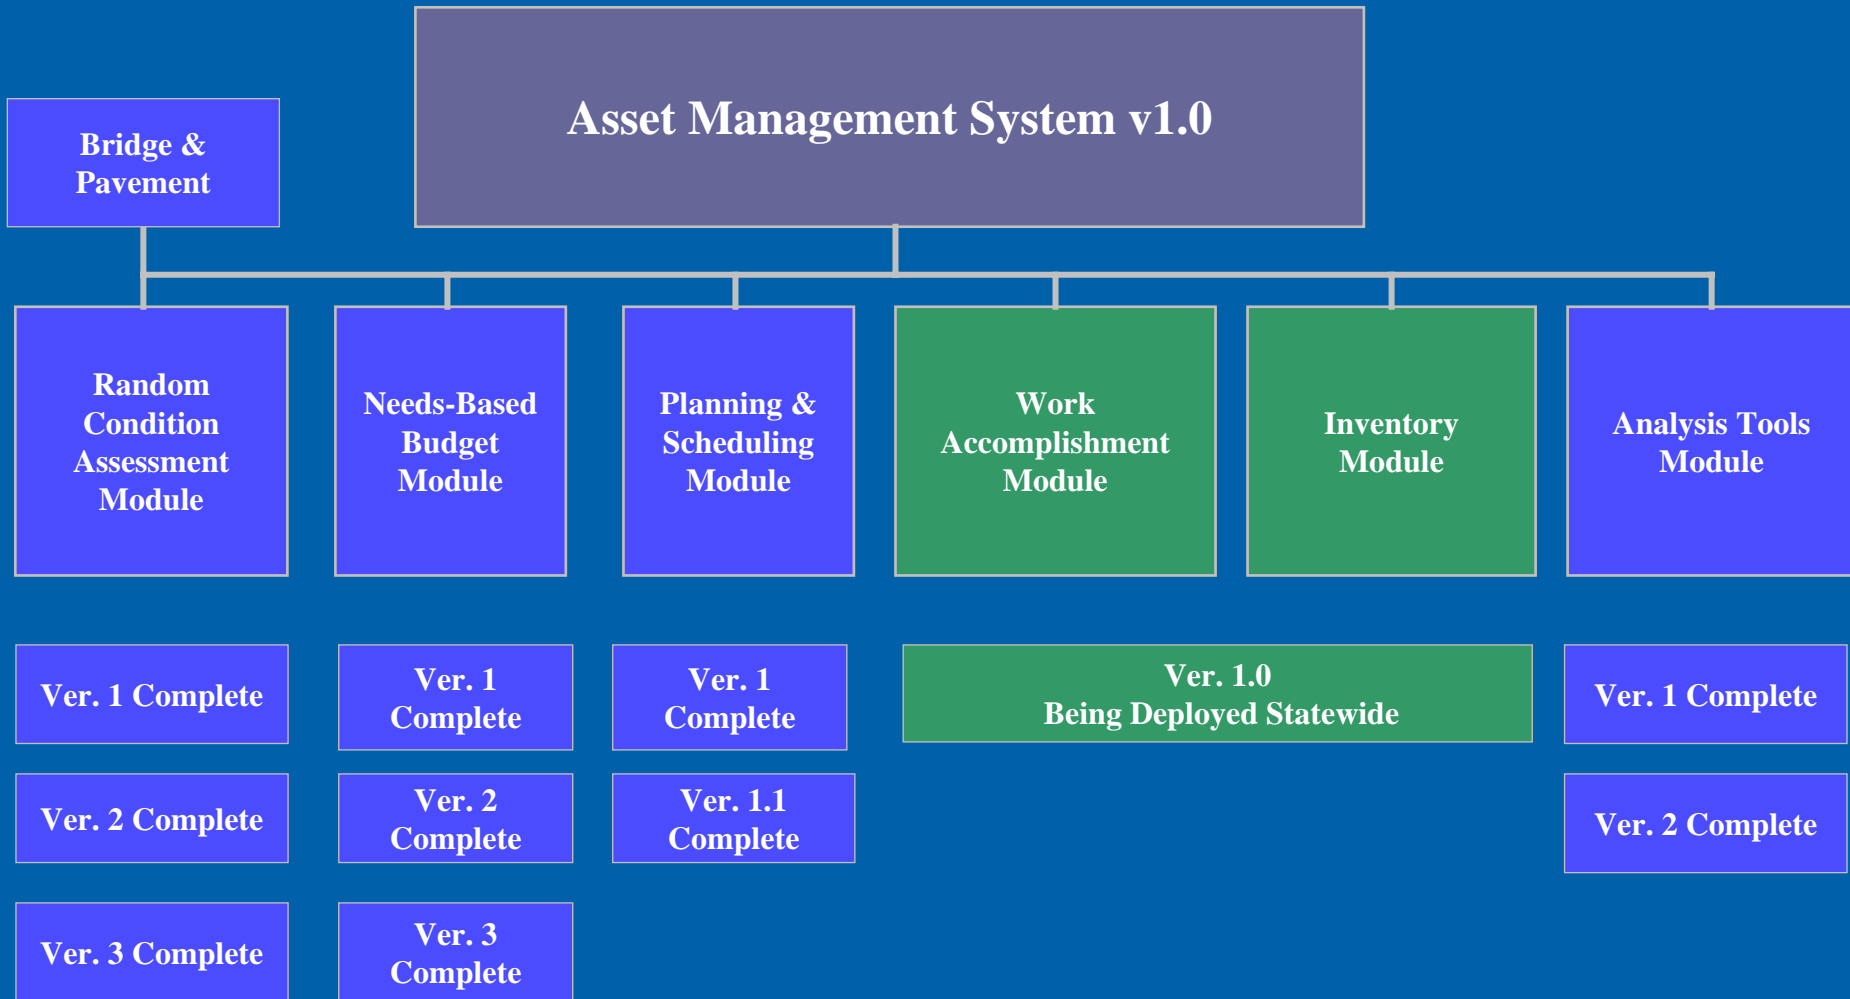 Asset Management System v1.0
Bridge &
Pavement
Random
Condition
Assessment
Module
Needs-Based
Budget
Module
Planning &
Scheduling
Module
Work
Accomplishment
Module
Inventory
Module
Analysis Tools
Module
Ver. 1 Complete
Ver. 1
Complete
Ver. 1
Complete
Ver. 1.0
Being Deployed Statewide
Ver. 1 Complete
Ver. 2 Complete
Ver. 2
Complete
Ver. 1.1
Complete
Ver. 2 Complete
Ver. 3 Complete
Ver. 3
Complete